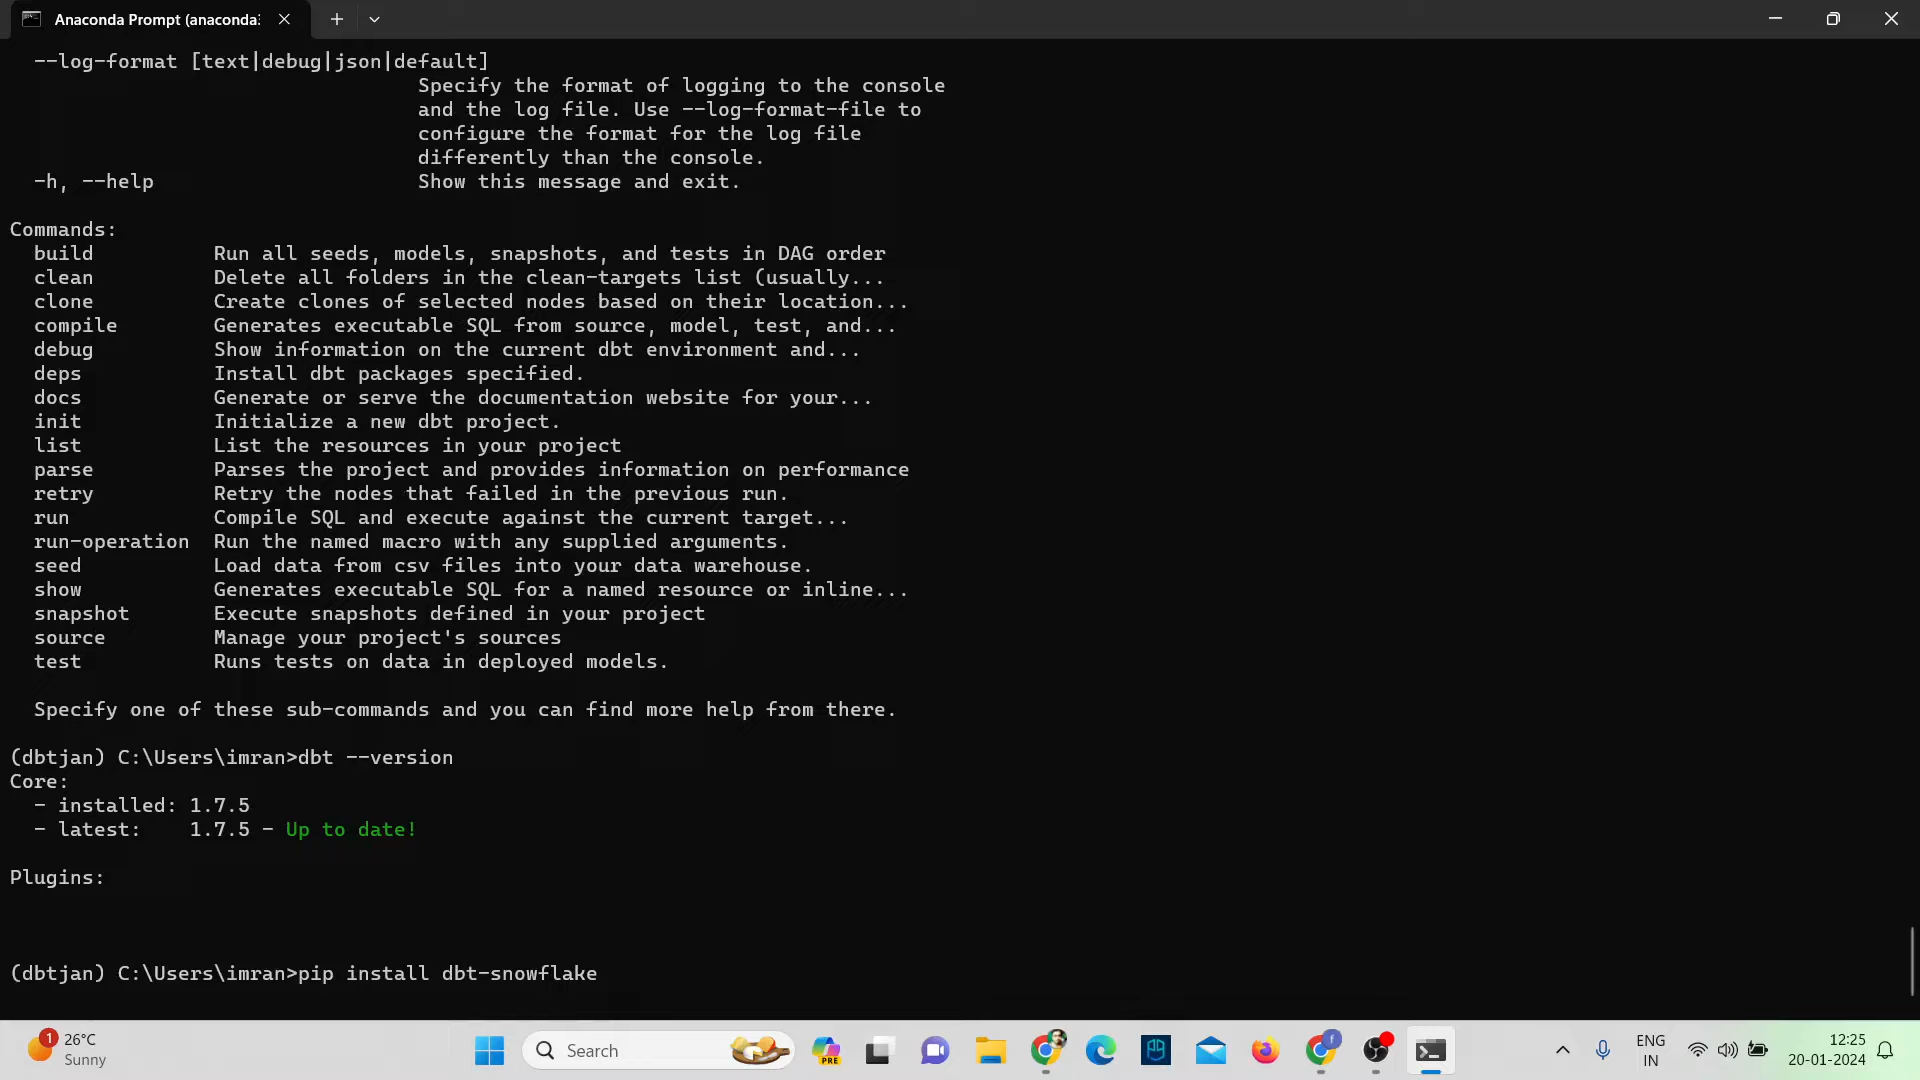 Anaconda Prompt (anaconda:
--log-format [text|debug|json|default]
Specify the format of logging to the console
and the log file. Use --log-format-file to
configure the format for the log file
differently than the console.
-h, --help Show this message and exit.
Commands:
build Run all seeds, models, snapshots, and tests in DAG order
clean Delete all folders in the clean-targets list (usually...
clone Create clones of selected nodes based on their location...
compile Generates executable SQL from source, model, test, and...
debug Show information on the current dbt environment and...
deps Install dbt packages specified.
docs Generate or serve the documentation website for your...
init Initialize a new dbt project.
list List the resources in your project
parse Parses the project and provides information on performance
retry Retry the nodes that failed in the previous run.
run Compile SQL and execute against the current target...
run-operation Run the named macro with any supplied arguments.
seed Load data from csv files into your data warehouse.
show Generates executable SQL for a named resource or inline...
snapshot Execute snapshots defined in your project
source Manage your project's sources
test Runs tests on data in deployed models.
Specify one of these sub-commands and you can find more help from there.
(dbtjan) C:\Users\imran>dbt --version
Core:
- installed: 1.7.5
- latest: 1.7.5 - Up to date!
Plugins:
(dbtjan) C:\Users\imran>pip install dbt-snowflake
1
26°C
Sunny
Search
PRE
f
ENG
IN
12:25
20-01-2024